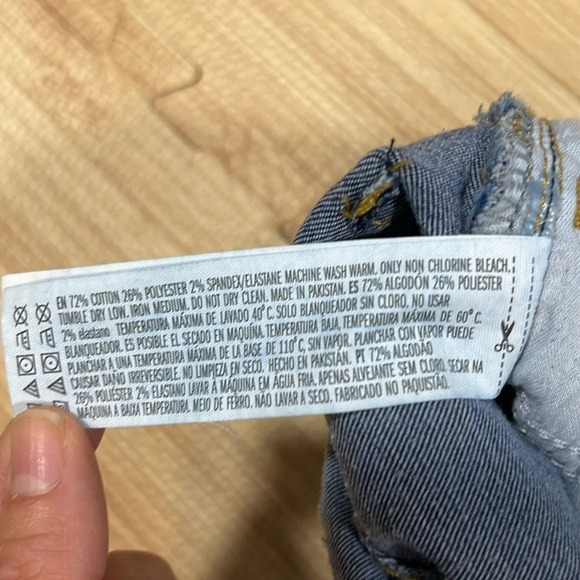 EN 72% COTTON 26% POLYESTER 2% SPANDEX/ELASTANE MACHINE WASH WARM. ONLY NON CHLORINE BLEACH.
TUMBLE DRY LOW. IRON MEDIUM. DO NOT DRY CLEAN. MADE IN PAKISTAN. ES 72% ALGODÓN 26% POLYESTER
2% elastano TEMPERATURA MÁXIMA DE LAVADO 40°C. SOLO BLANQUEADOR SIN CLORO. NO USAR
BLANQUEADOR. ES POSIBLE EL SECADO EN MAQUÍNA. TEMPERATURA BAJA, TEMPERATURA MÁXIMA DE 60°C.
PLANCHAR A UNA TEMPERATURA MÁXIMA DE LA BASE DE 110°C, SIN VAPOR. PLANCHAR CON VAPOR PUEDE
CAUSAR DAÑO IRREVERSIBLE. NO LIMPIEZA EN SECO. HECHO EN PAKISTAN. PT 72% ALGODÃO
26% POLIÉSTER 2% ELASTANO LAVAR À MÁQUINA EM ÁGUA FRIA, APENAS ALVEJANTE SEM CLORO. SECAR NA
MÁQUINA A BAIXA TEMPERATURA. MEIO DE FERRO. NÃO LAVAR A SECO. FABRICADO NO PAQUISTÃO.